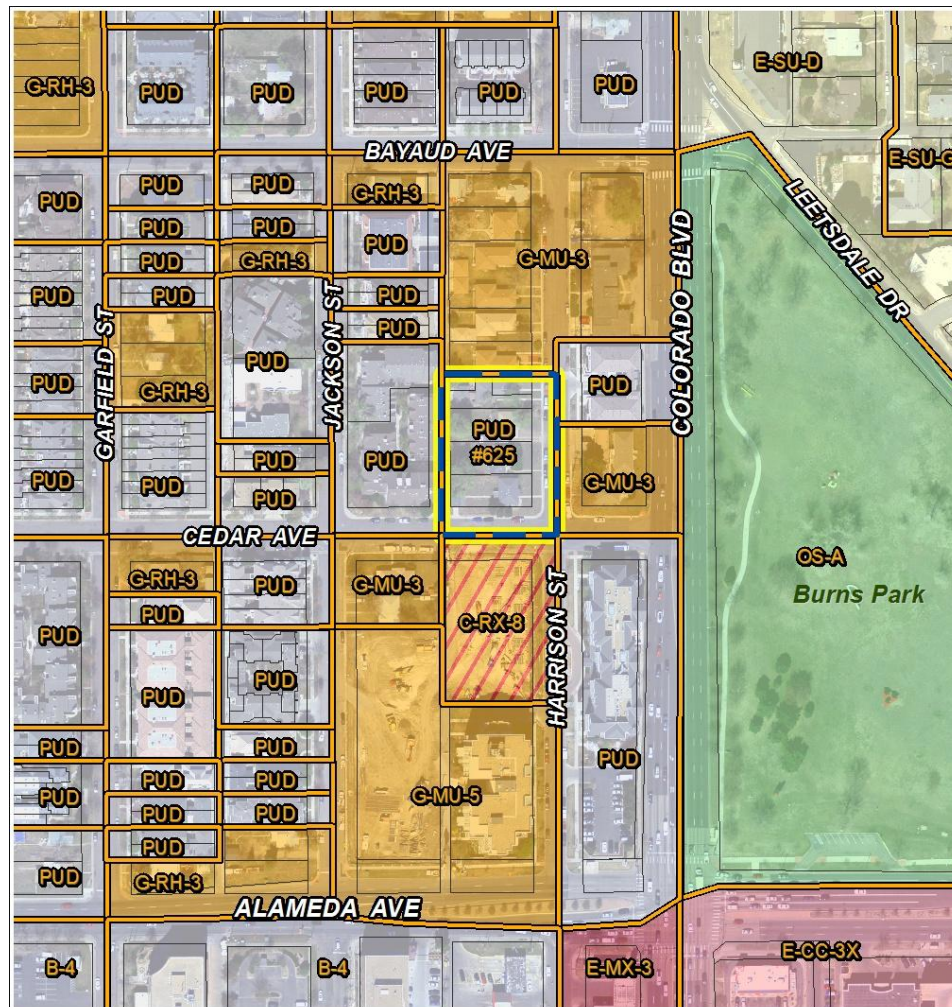 E-SU-D
G-RH-3
PUD
PUD
PUD
PUD
PUD
BAYAUD AVE
E-SU-G
PUD
PUD
PUD
G-RH-3
PUD
PUD
PUD
LEETSDALE DR
PUD
G-RH-3
G-MU-3
COLORADO BLVD
PUD
PUD
PUD
PUD
JACKSON ST
GARFIELD ST
PUD
G-RH-3
PUD
PUD
PUD
PUD
#625
PUD
PUD
PUD
PUD
PUD
G-MU-3
CEDAR AVE
G-RH-3
PUD
G-MU-3
OS-A
Burns Park
PUD
PUD
C-RX-8
HARRISON ST
PUD
PUD
PUD
PUD
PUD
PUD
PUD
PUD
G-MU-5
PUD
PUD
PUD
PUD
PUD
G-RH-3
ALAMEDA AVE
B-4
B-4
E-MX-3
E-CC-3X